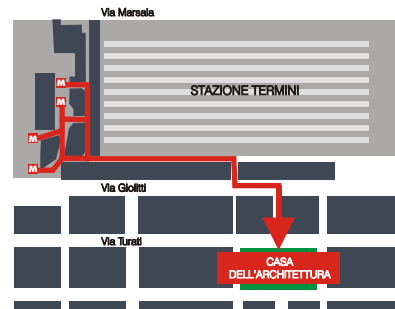 Via Marsala
M
STAZIONE TERMINI
M
M
M
Via Giolitti
Via Turati
CASA
DELL'ARCHITETTURA